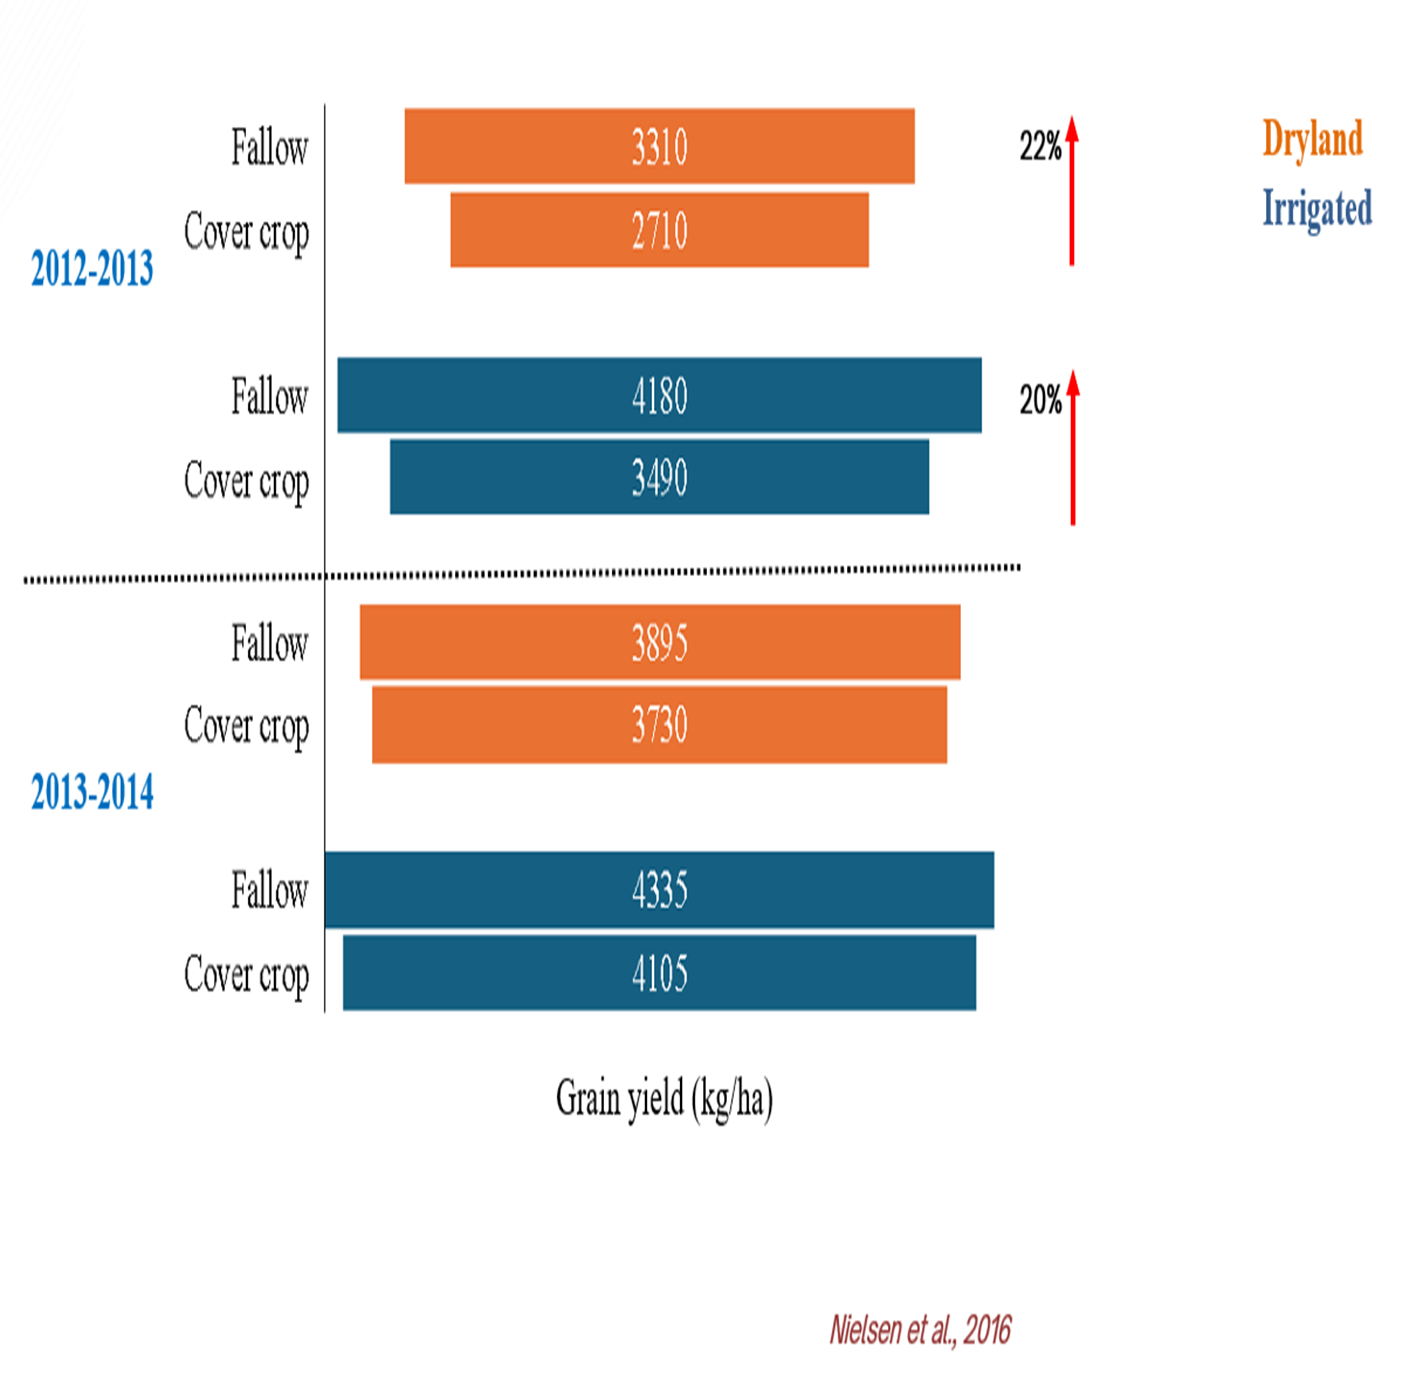 Fallow
3310
22%
Dryland
Cover crop
2710
Irrigated
2012-2013
Fallow
4180
20%
Cover crop
3490
Fallow
3895
Cover crop
3730
2013-2014
Fallow
4335
Cover crop
4105
Grain yield (kg/ha)
Nielsen et al., 2016